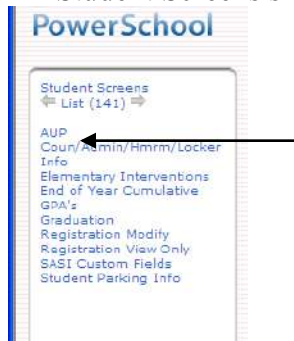 PowerSchool
Student Screens
List (141)
AUP
Coun/Admin/Hmrm/Locker
Info
Elementary Interventions
End of Year Cumulative
GPA's
Graduation
Registration Modify
Registration View Only
SASI Custom Fields
Student Parking Info